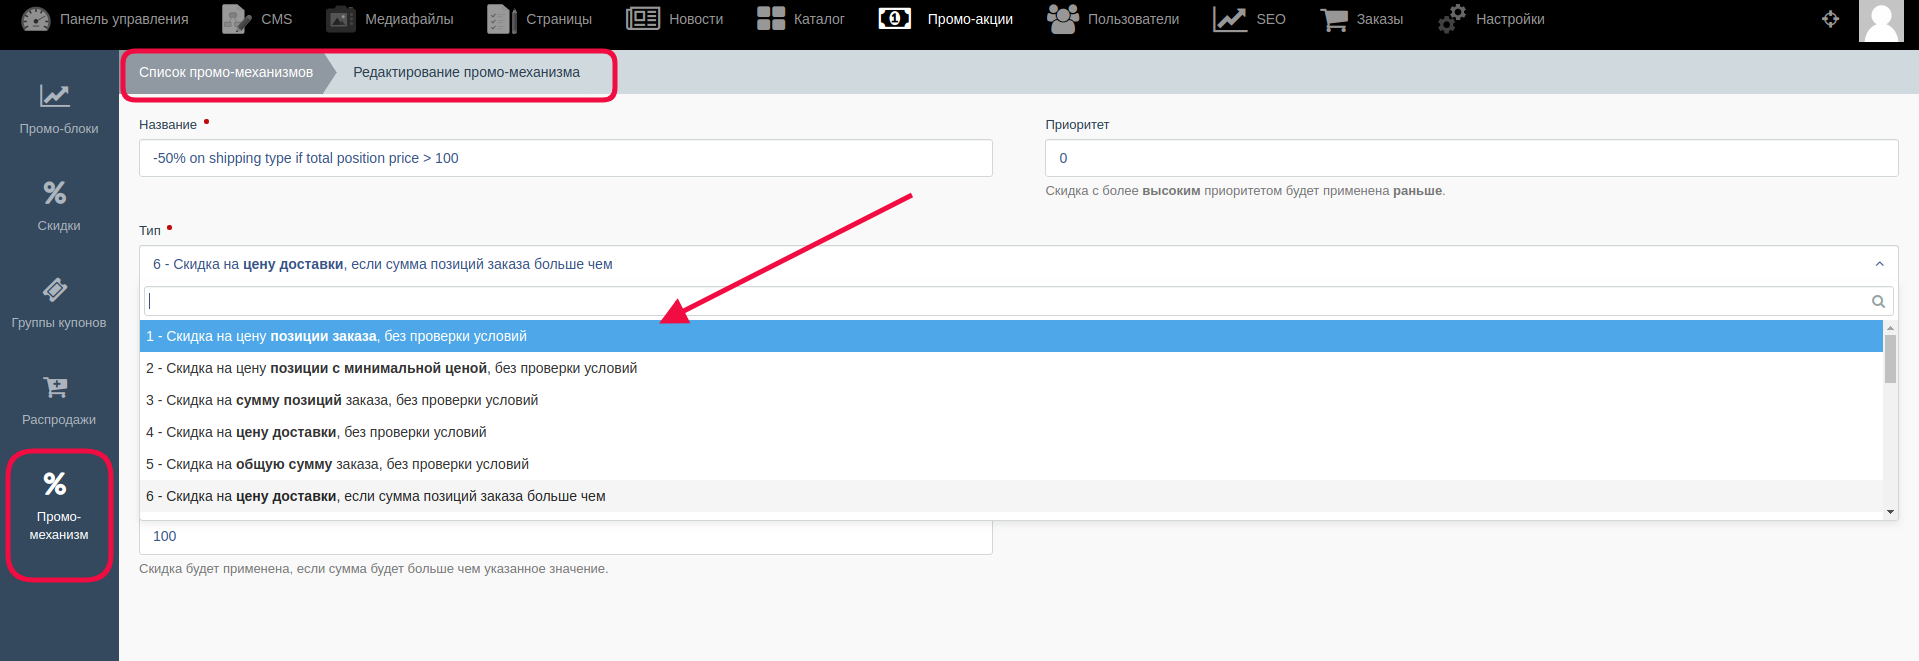 Панель управления
CMS
Медиафайлы
Страницы
Новости
Каталог
1
Промо-акции
Пользователи
SEO
Заказы
Настройки
Промо-блоки
Скидки
Группы купонов
Распродажи
Промо-
механизм
Список промо-механизмов
Редактирование промо-механизма
Название
-50% on shipping type if total position price > 100
Приоритет
0
Скидка с более высоким приоритетом будет применена раньше.
Тип
6 - Скидка на цену доставки, если сумма позиций заказа больше чем
1 - Скидка на цену позиции заказа, без проверки условий
2 - Скидка на цену позиции с минимальной ценой, без проверки условий
3 - Скидка на сумму позиций заказа, без проверки условий
4 - Скидка на цену доставки, без проверки условий
5 - Скидка на общую сумму заказа, без проверки условий
6 - Скидка на цену доставки, если сумма позиций заказа больше чем
100
Скидка будет применена, если сумма будет больше чем указанное значение.